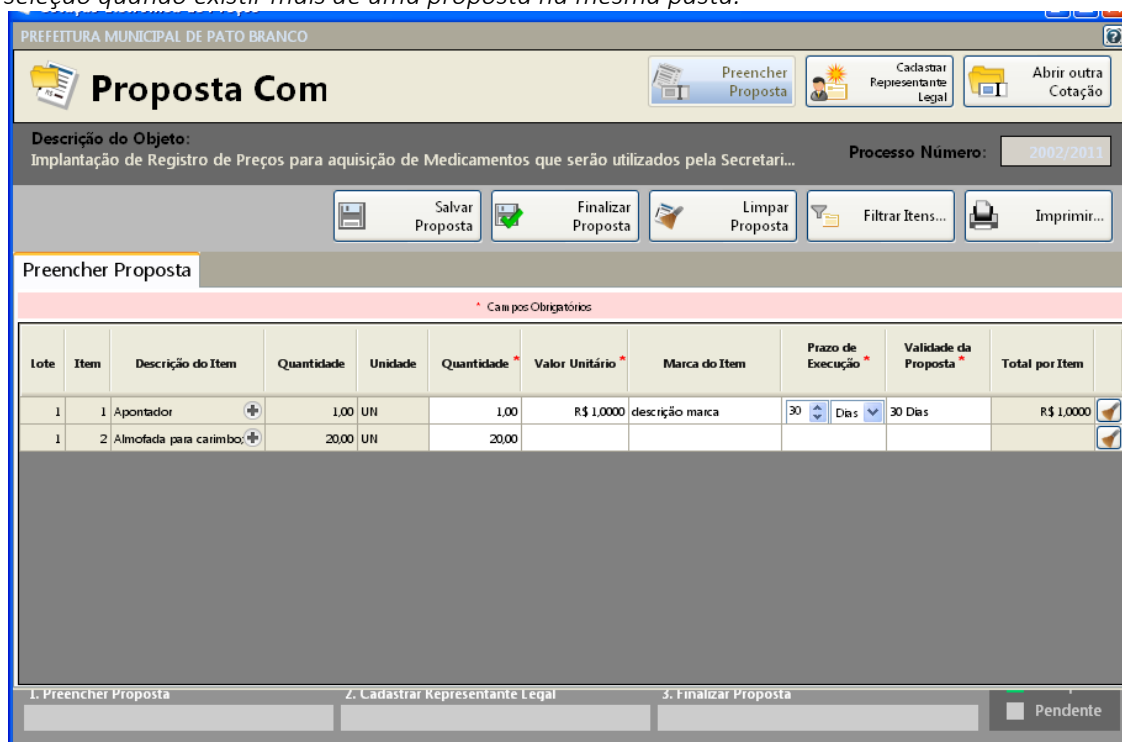 seleção quando existir mais de uma proposta na mesma pasta.
PREFEITURA MUNICIPAL DE PATO BRANCO
Proposta Com
Preencher
Proposta
Cadastrar
Representante
Legal
Abrir outra
Cotação
Descrição do Objeto:
Implantação de Registro de Preços para aquisição de Medicamentos que serão utilizados pela Secretari...
Processo Número:
2002/2011
Salvar
Proposta
Finalizar
Proposta
Limpar
Proposta
Filtrar Itens...
Imprimir...
Preencher Proposta
* Campos Obrigatórios
Lote Item Descrição do Item Quantidade Unidade Quantidade * Valor Unitário * Marca do Item Prazo de Execução * Validade da Proposta * Total por Item
1 1 Apontador 1,00 UN 1,00 R$ 1,0000 descrição marca 30 Dias 30 Dias R$ 1,0000
1 2 Almofada para carimbo; 20,00 UN 20,00
1. Preencher Proposta 2. Cadastrar Representante Legal 3. Finalizar Proposta
Pendente